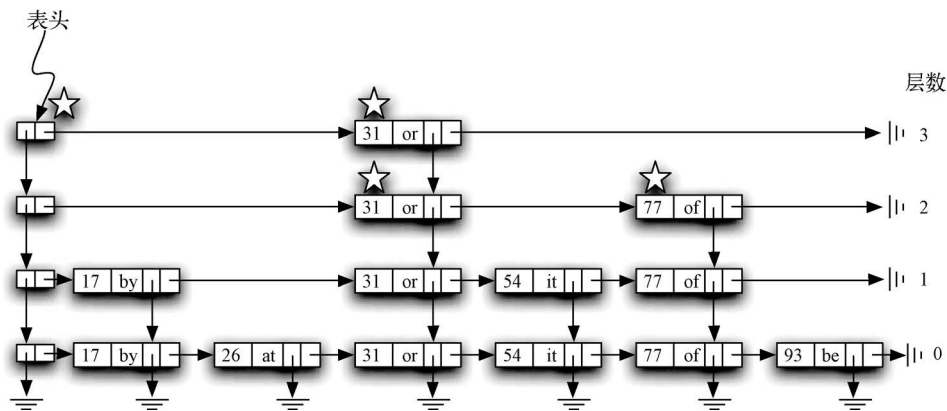 表头
层数
31 or 3
31 or 77 of 2
17 by 31 or 54 it 77 of 1
17 by 26 at 31 or 54 it 77 of 93 be 0